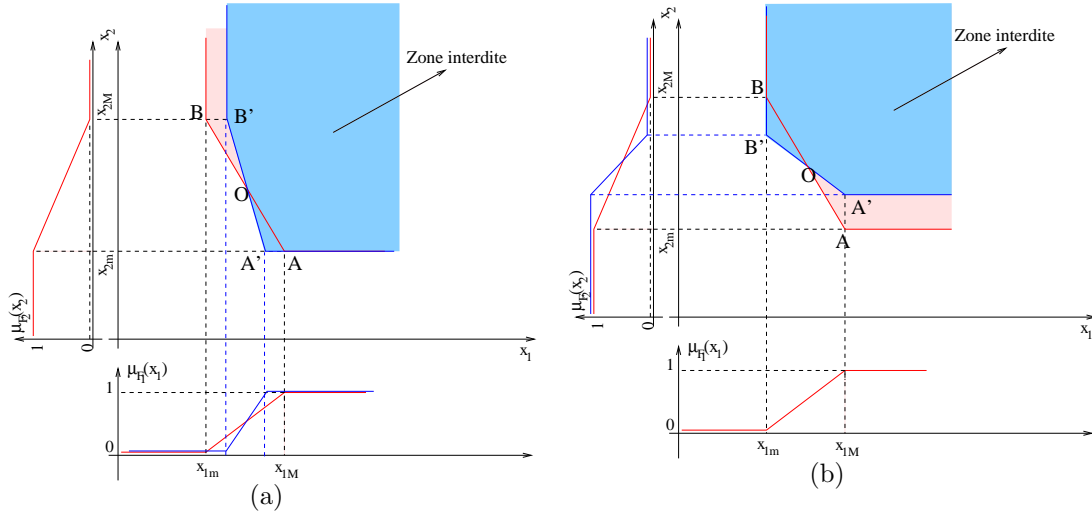 x2
Zone interdite
x2M
B
B'
O
A'
A
x2m
μF2(x2)
1
0
x1
μF1(x1)
1
0
x1m
x1M
(a)
x2
Zone interdite
x2M
B
B'
O
A'
A
x2m
μF2(x2)
1
0
x1
μF1(x1)
1
0
x1m
x1M
(b)